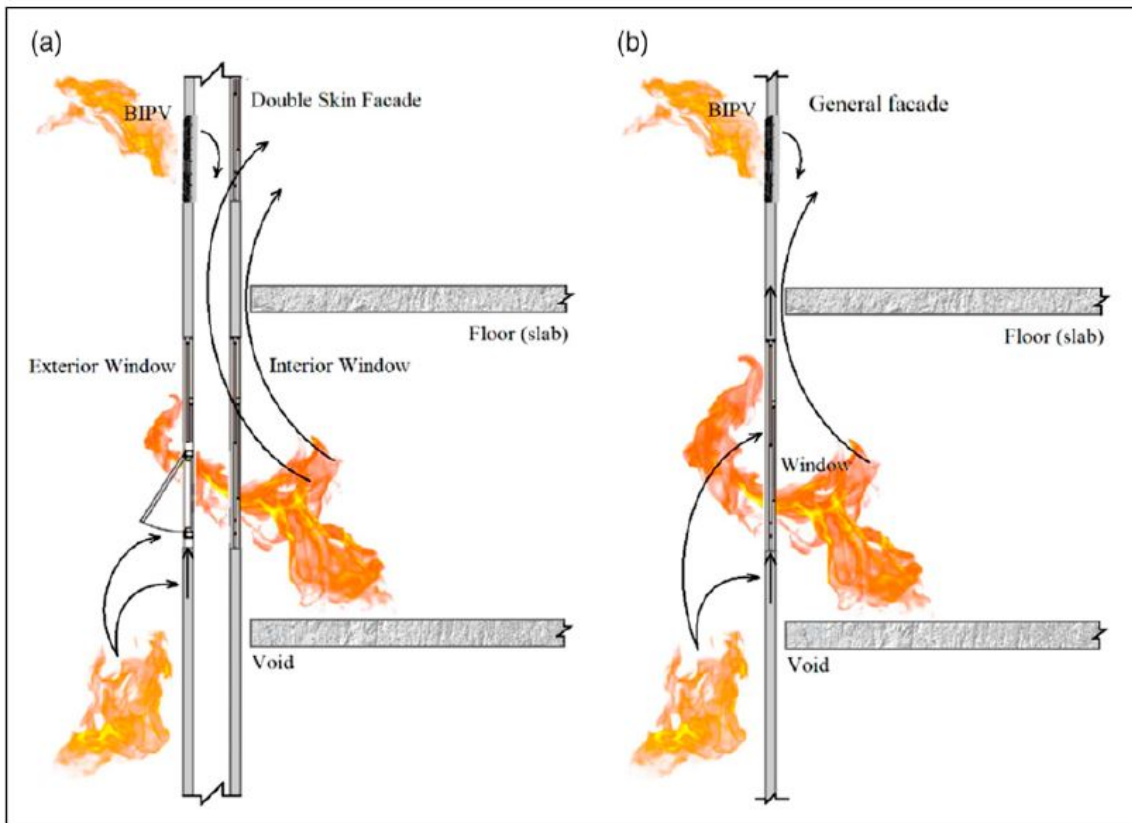 (a)
BIPV
Double Skin Facade
Exterior Window
Interior Window
Floor (slab)
Void
(b)
BIPV
General facade
Floor (slab)
Window
Void